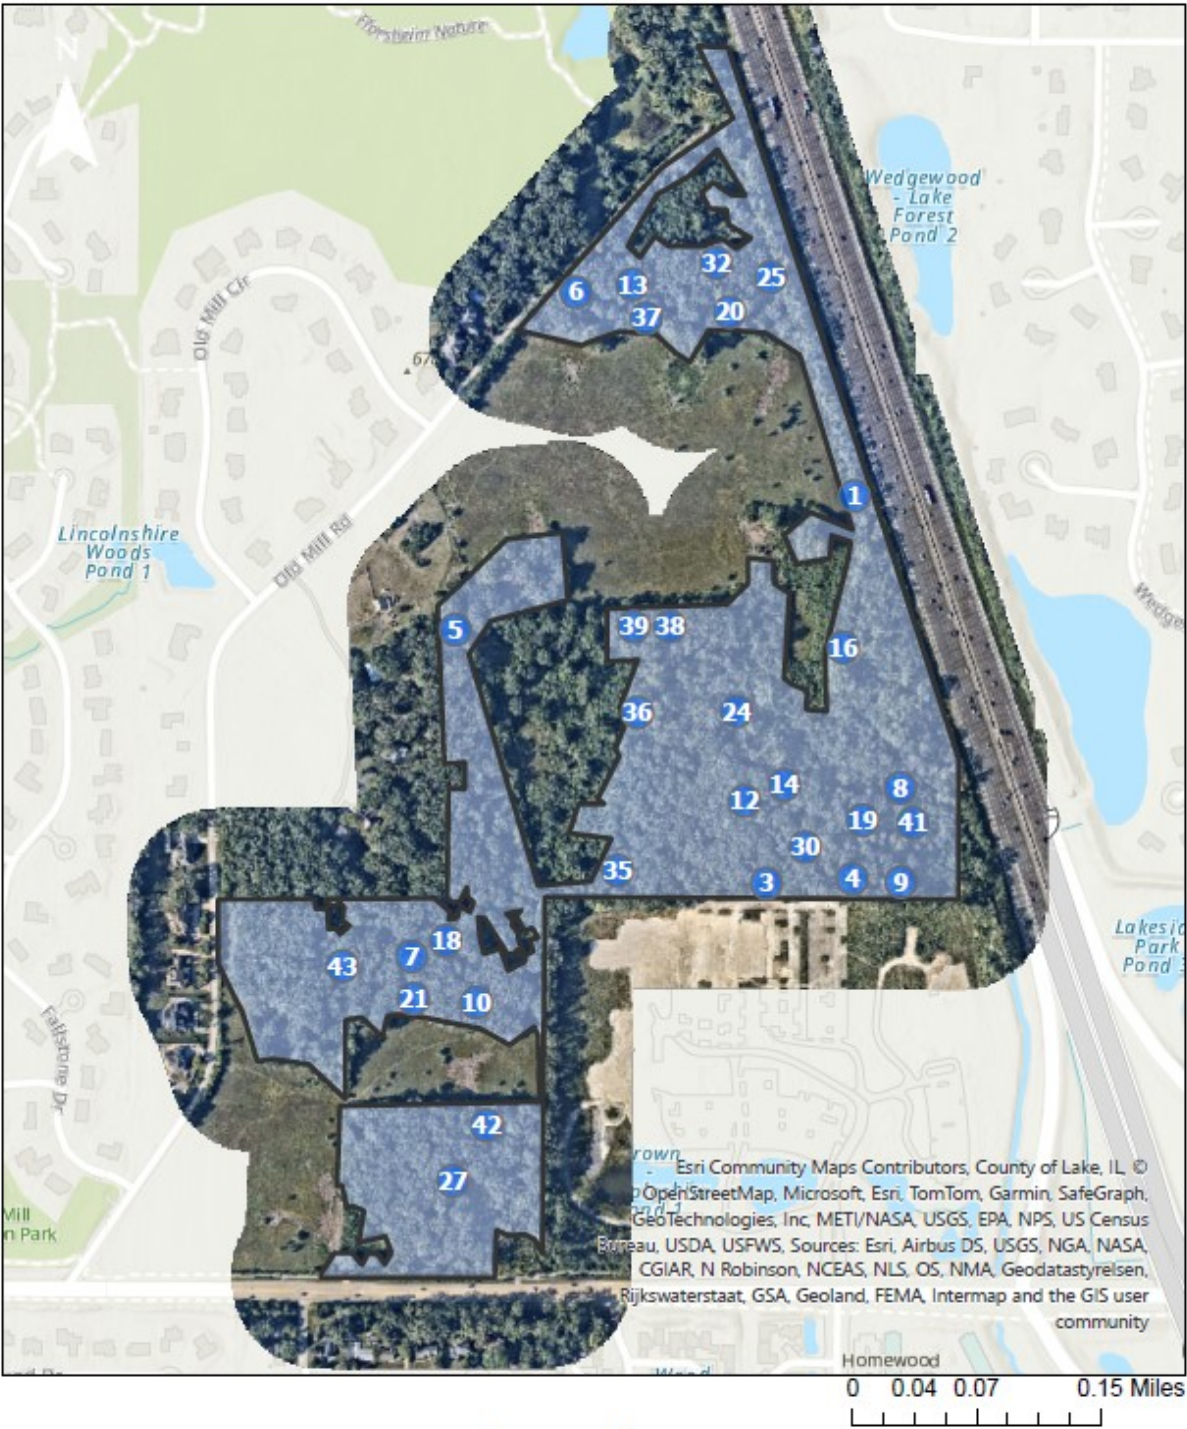 Fforsheim Nature
N
Wedgewood
- Lake
Forest
Pond 2
Old Mill Cir
32
25
6
13
37
20
1
Lincolnshire
Woods
Pond 1
Old Mill Rd
Wedge
5
39
38
16
36
24
14
12
8
19
41
30
35
3
4
9
18
7
43
21
10
Lakesid
Park
Pond 3
Fallstone Dr
42
27
Mill
n Park
rown
-
ond 1
Esri Community Maps Contributors, County of Lake, IL, ©
OpenStreetMap, Microsoft, Esri, TomTom, Garmin, SafeGraph,
GeoTechnologies, Inc, METI/NASA, USGS, EPA, NPS, US Census
Bureau, USDA, USFWS, Sources: Esri, Airbus DS, USGS, NGA, NASA,
CGIAR, N Robinson, NCEAS, NLS, OS, NMA, Geodatastyrelsen,
Rijkswaterstaat, GSA, Geoland, FEMA, Intermap and the GIS user
community
Homewood
0 0.04 0.07 0.15 Miles